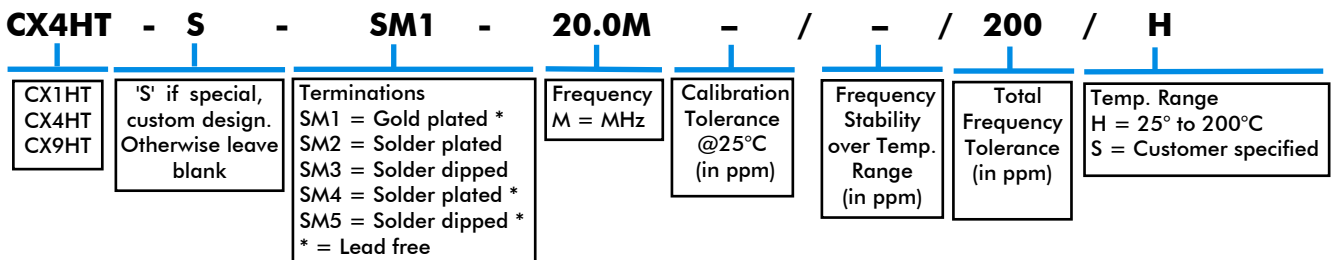 CX4HT - S - SM1 - 20.0M – / – / 200 / H
CX1HT
CX4HT
CX9HT
'S' if special,
custom design.
Otherwise leave
blank
Terminations
SM1 = Gold plated *
SM2 = Solder plated
SM3 = Solder dipped
SM4 = Solder plated *
SM5 = Solder dipped *
* = Lead free
Frequency
M = MHz
Calibration
Tolerance
@25°C
(in ppm)
Frequency
Stability
over Temp.
Range
(in ppm)
Total
Frequency
Tolerance
(in ppm)
Temp. Range
H = 25° to 200°C
S = Customer specified